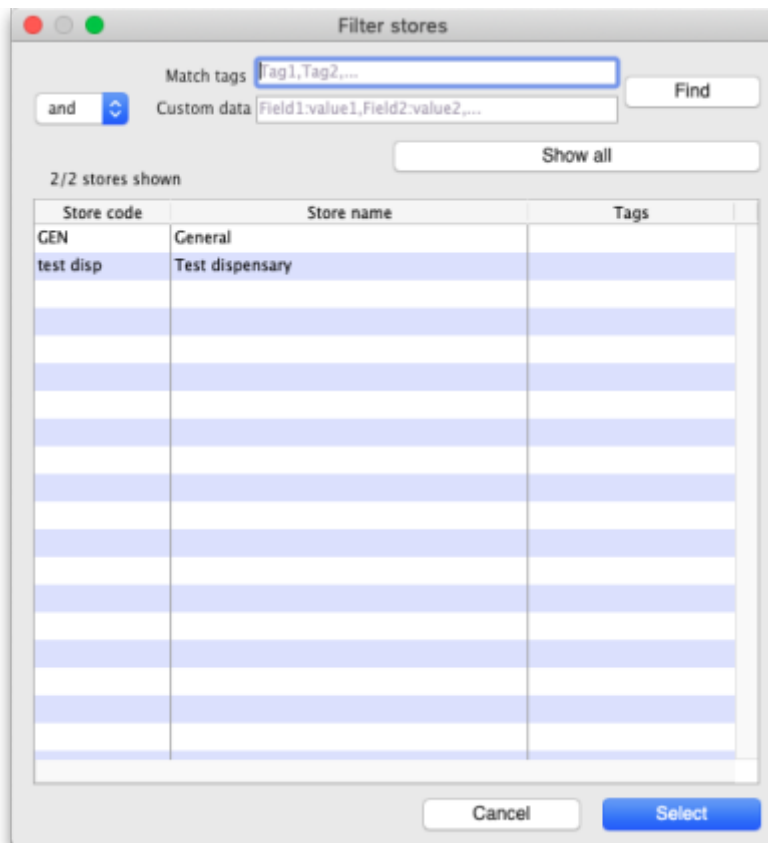 Filter stores
Match tags Tag1,Tag2,...
Find
and
Custom data Field1:value1,Field2:value2,...
Show all
2/2 stores shown
Store code Store name Tags
GEN General
test disp Test dispensary
Cancel Select